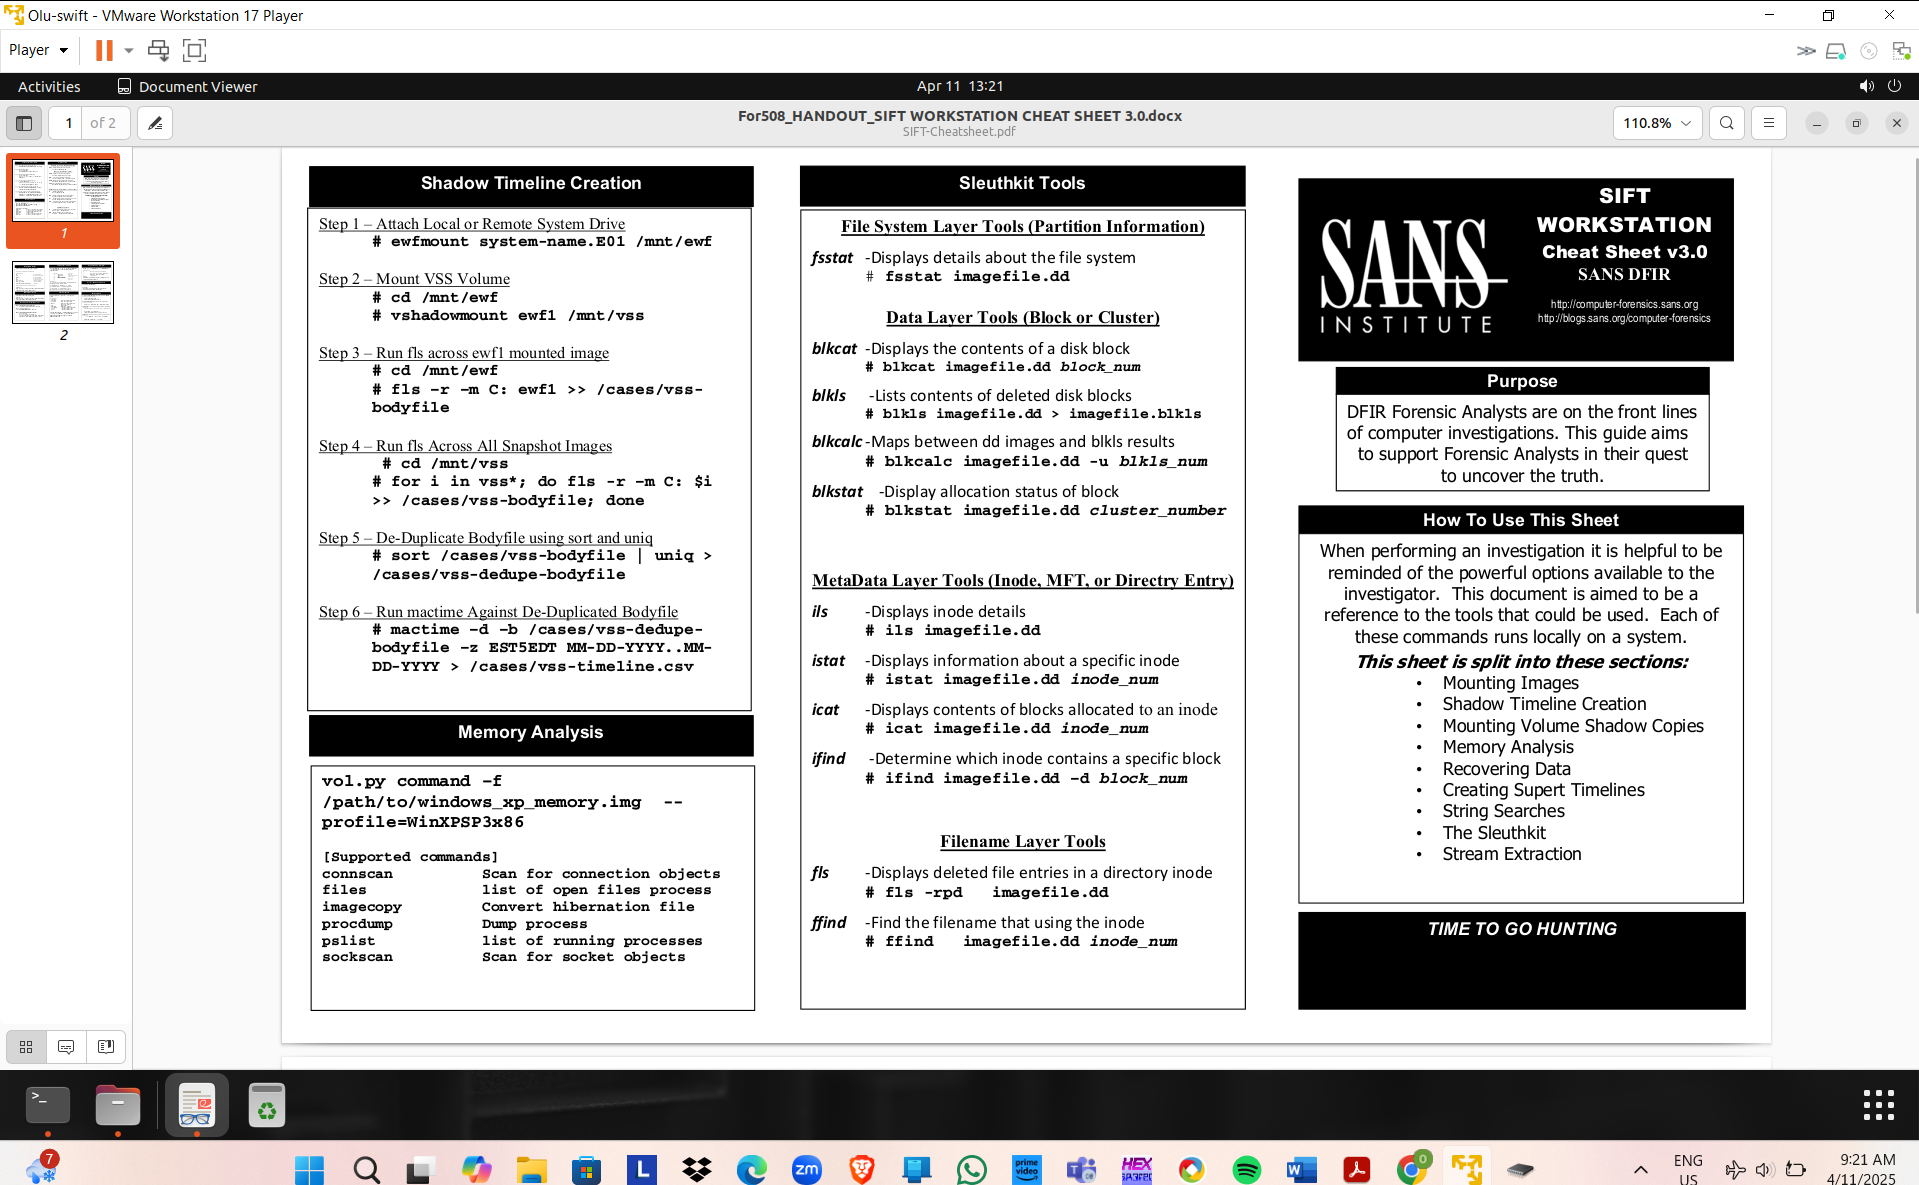 Olu-swift - VMware Workstation 17 Player
Player
Activities
Document Viewer
Apr 11 13:21
1
of 2
For508_HANDOUT_SIFT WORKSTATION CHEAT SHEET 3.0.docx
SIFT-Cheatsheet.pdf
110.8%
1
2
Shadow Timeline Creation
Step 1 – Attach Local or Remote System Drive
# ewfmount system-name.E01 /mnt/ewf
Step 2 – Mount VSS Volume
# cd /mnt/ewf
# vshadowmount ewf1 /mnt/vss
Step 3 – Run fls across ewf1 mounted image
# cd /mnt/ewf
# fls –r –m C: ewf1 >> /cases/vss-
bodyfile
Step 4 – Run fls Across All Snapshot Images
# cd /mnt/vss
# for i in vss*; do fls -r –m C: $i
>> /cases/vss-bodyfile; done
Step 5 – De-Duplicate Bodyfile using sort and uniq
# sort /cases/vss-bodyfile | uniq >
/cases/vss-dedupe-bodyfile
Step 6 – Run mactime Against De-Duplicated Bodyfile
# mactime –d –b /cases/vss-dedupe-
bodyfile –z EST5EDT MM-DD-YYYY..MM-
DD-YYYY > /cases/vss-timeline.csv
Memory Analysis
vol.py command –f
/path/to/windows_xp_memory.img --
profile=WinXPSP3x86
[Supported commands]
connscan Scan for connection objects
files list of open files process
imagecopy Convert hibernation file
procdump Dump process
pslist list of running processes
sockscan Scan for socket objects
Sleuthkit Tools
File System Layer Tools (Partition Information)
fsstat -Displays details about the file system
# fsstat imagefile.dd
Data Layer Tools (Block or Cluster)
blkcat -Displays the contents of a disk block
# blkcat imagefile.dd block_num
blkls -Lists contents of deleted disk blocks
# blkls imagefile.dd > imagefile.blkls
blkcalc -Maps between dd images and blkls results
# blkcalc imagefile.dd -u blkls_num
blkstat -Display allocation status of block
# blkstat imagefile.dd cluster_number
MetaData Layer Tools (Inode, MFT, or Directry Entry)
ils -Displays inode details
# ils imagefile.dd
istat -Displays information about a specific inode
# istat imagefile.dd inode_num
icat -Displays contents of blocks allocated to an inode
# icat imagefile.dd inode_num
ifind -Determine which inode contains a specific block
# ifind imagefile.dd –d block_num
Filename Layer Tools
fls -Displays deleted file entries in a directory inode
# fls -rpd imagefile.dd
ffind -Find the filename that using the inode
# ffind imagefile.dd inode_num
SANS
INSTITUTE
SIFT
WORKSTATION
Cheat Sheet v3.0
SANS DFIR
http://computer-forensics.sans.org
http://blogs.sans.org/computer-forensics
Purpose
DFIR Forensic Analysts are on the front lines
of computer investigations. This guide aims
to support Forensic Analysts in their quest
to uncover the truth.
How To Use This Sheet
When performing an investigation it is helpful to be
reminded of the powerful options available to the
investigator. This document is aimed to be a
reference to the tools that could be used. Each of
these commands runs locally on a system.
This sheet is split into these sections:
• Mounting Images
• Shadow Timeline Creation
• Mounting Volume Shadow Copies
• Memory Analysis
• Recovering Data
• Creating Supert Timelines
• String Searches
• The Sleuthkit
• Stream Extraction
TIME TO GO HUNTING
7
L
zm
prime
video
HEX
W
0
ENG
US
9:21 AM
4/11/2025